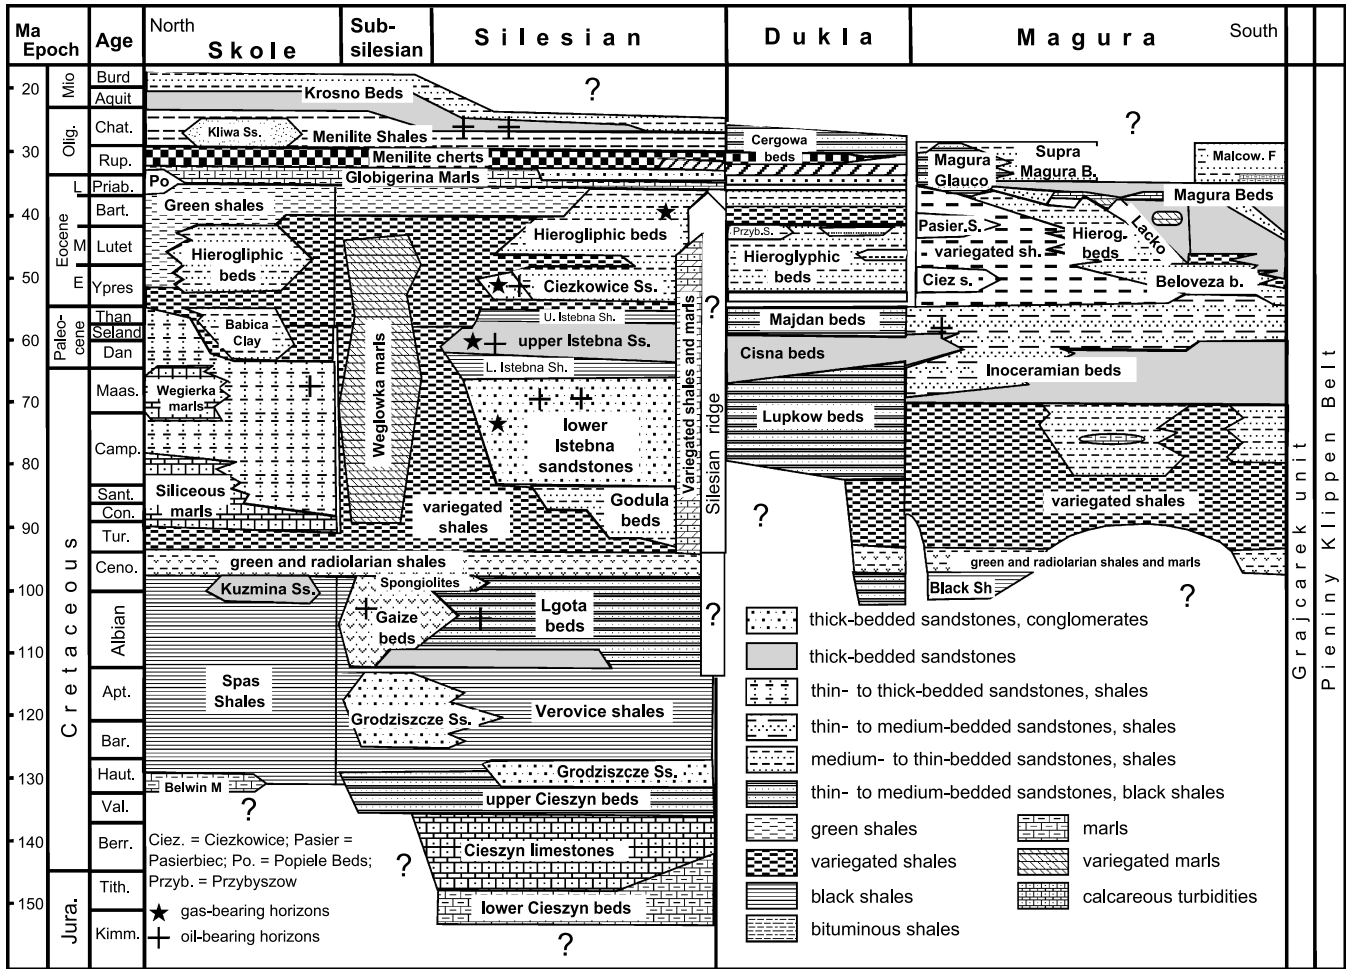 Ma
Epoch
Age
North
Skole
Sub-
silesian
Silesian
Dukla
Magura
South
20
30
40
50
60
70
80
90
100
110
120
130
140
150
Mio
Olig.
Eocene
L
M
E
Paleo-
cene
Cretaceous
Jura.
Burd
Aquit
Chat.
Rup.
Priab.
Bart.
Lutet
Ypres
Than
Seland
Dan
Maas.
Camp.
Sant.
Con.
Tur.
Ceno.
Albian
Apt.
Bar.
Haut.
Val.
Berr.
Tith.
Kimm.
Krosno Beds
?
Kliwa Ss.
Menilite Shales
Menilite cherts
Globigerina Marls
Po
Green shales
Hierogliphic
beds
Babica
Clay
Wegierka
marls
Siliceous
marls
green and radiolarian shales
Kuzmina Ss.
Spas
Shales
Belwin M
?
Weglowka marls
variegated
shales
Spongiolites
Gaize
beds
Grodziszcze Ss.
Hierogliphic beds
Ciezkowice Ss.
U. Istebna Sh.
upper Istebna Ss.
L. Istebna Sh.
lower
Istebna
sandstones
Godula
beds
Lgota
beds
Verovice shales
Grodziszcze Ss.
upper Cieszyn beds
Cieszyn limestones
lower Cieszyn beds
?
?
Variegated shales and marls
Silesian ridge
?
?
Cergowa
beds
Przyb.S.
Hieroglyphic
beds
Majdan beds
Cisna beds
Lupkow beds
?
?
Magura
Glauco
Supra
Magura B.
Malcow. F
Magura Beds
Pasier.S.
variegated sh.
Hierog.
beds
Lacko
Ciez s.
Beloveza b.
Inoceramian beds
variegated shales
green and radiolarian shales and marls
Black Sh
?
Grajcarek unit
Pieniny Klippen Belt
Ciez. = Ciezkowice; Pasier =
Pasierbiec; Po. = Popiele Beds;
Przyb. = Przybyszow
gas-bearing horizons
oil-bearing horizons
thick-bedded sandstones, conglomerates
thick-bedded sandstones
thin- to thick-bedded sandstones, shales
thin- to medium-bedded sandstones, shales
medium- to thin-bedded sandstones, shales
thin- to medium-bedded sandstones, black shales
green shales
variegated shales
black shales
bituminous shales
marls
variegated marls
calcareous turbidities